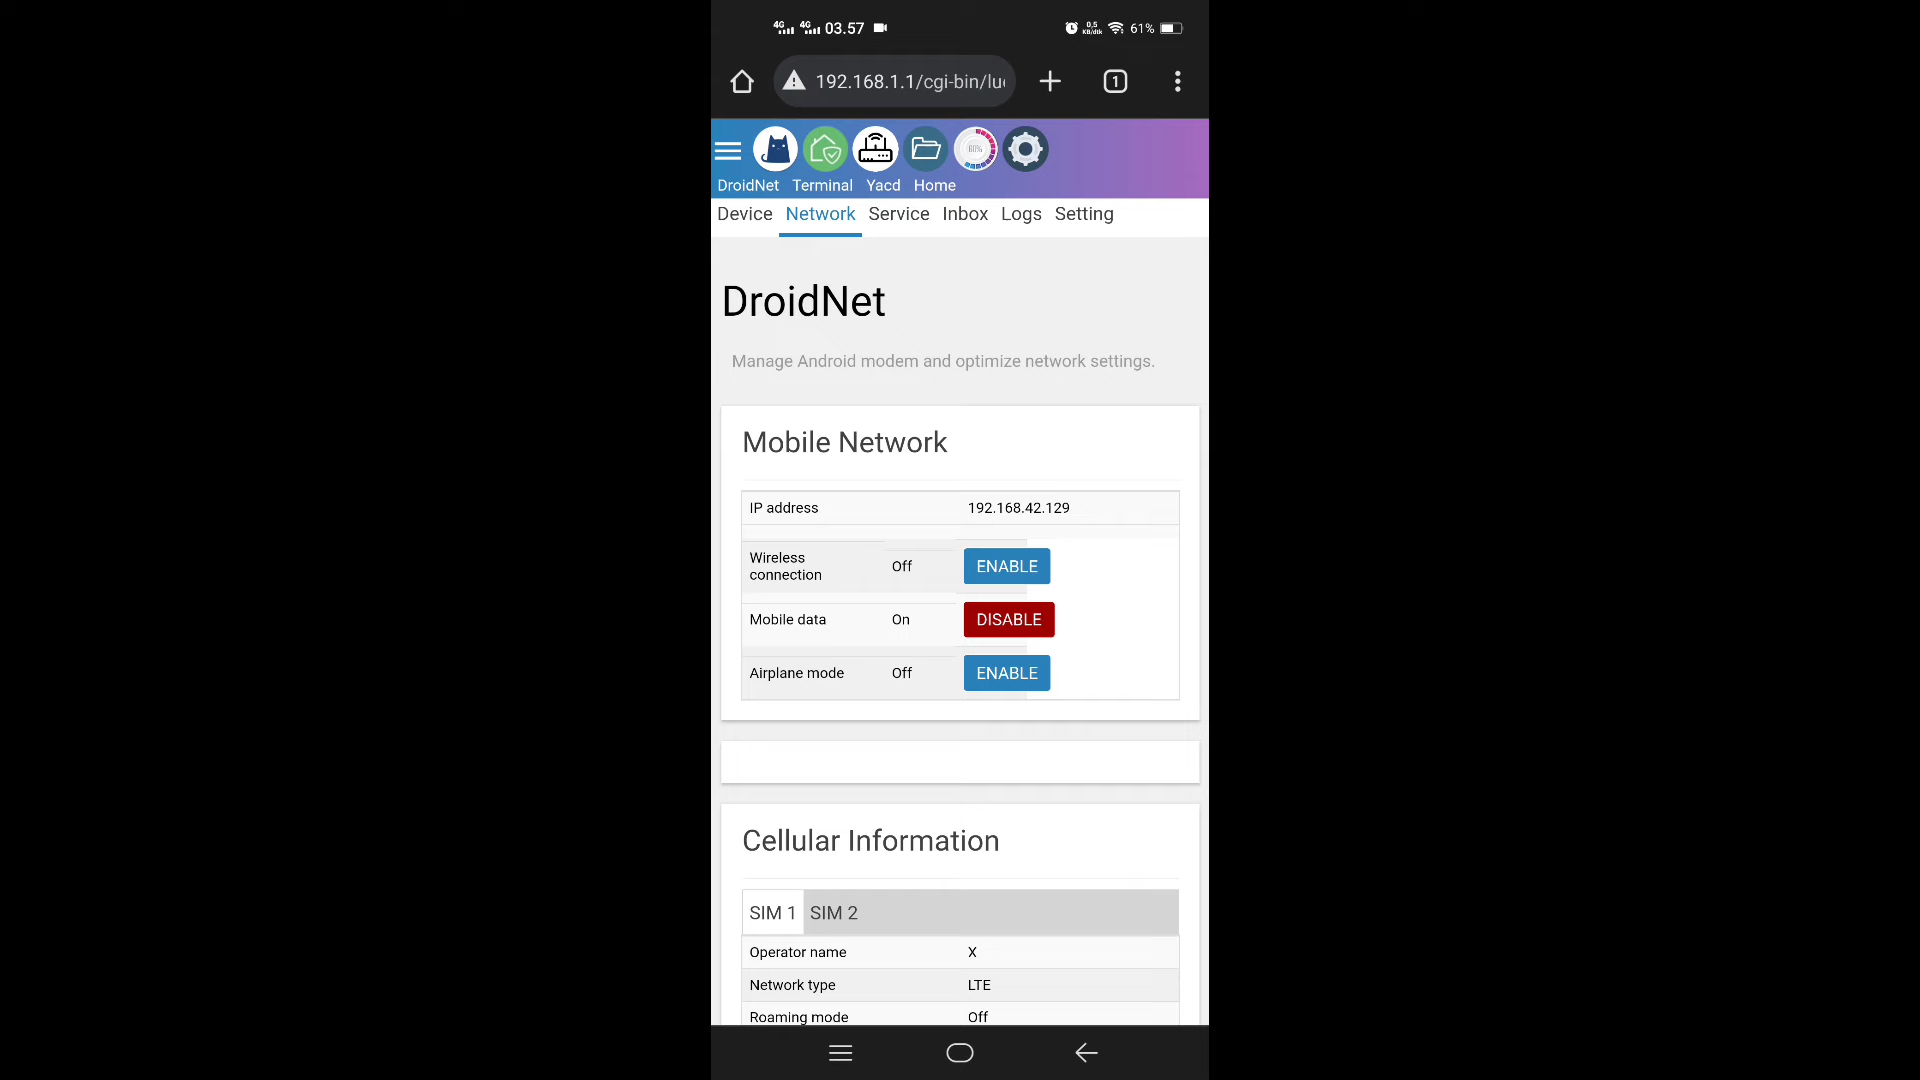 4G 4G 03.57 0,5 KB/dtk 61%
192.168.1.1/cgi-bin/lu
80%
DroidNet Terminal Yacd Home
Device Network Service Inbox Logs Setting
DroidNet
Manage Android modem and optimize network settings.
Mobile Network
IP address 192.168.42.129
Wireless
connection Off ENABLE
Mobile data On DISABLE
Airplane mode Off ENABLE
Cellular Information
SIM 1 SIM 2
Operator name X
Network type LTE
Roaming mode Off